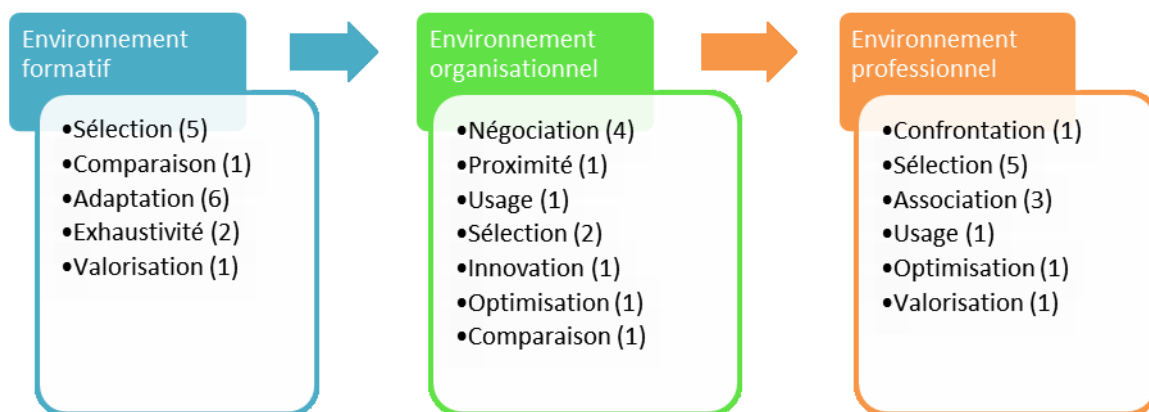 Environnement
formatif
•Sélection (5)
•Comparaison (1)
•Adaptation (6)
•Exhaustivité (2)
•Valorisation (1)
Environnement
organisationnel
•Négociation (4)
•Proximité (1)
•Usage (1)
•Sélection (2)
•Innovation (1)
•Optimisation (1)
•Comparaison (1)
Environnement
professionnel
•Confrontation (1)
•Sélection (5)
•Association (3)
•Usage (1)
•Optimisation (1)
•Valorisation (1)